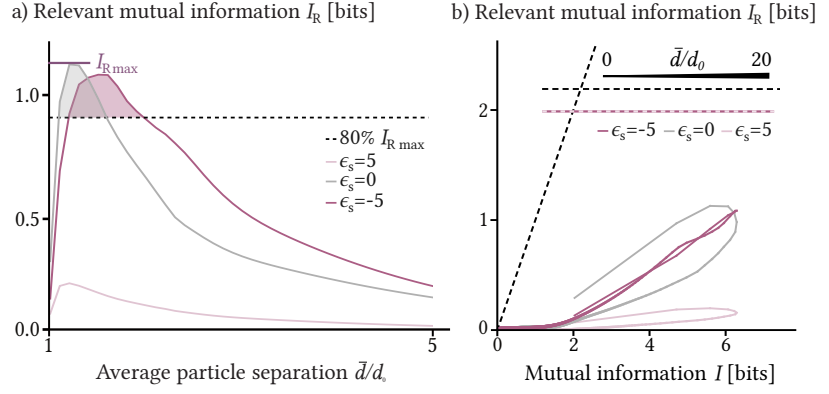 a) Relevant mutual information I_R [bits]
I_R max
1.0
0.5
0.0
80% I_R max
ϵ_s=5
ϵ_s=0
ϵ_s=-5
1
5
Average particle separation d̄/d₀
b) Relevant mutual information I_R [bits]
0 d̄/d₀ 20
ϵ_s=-5 ϵ_s=0 ϵ_s=5
2
1
0
0 2 4 6
Mutual information I [bits]